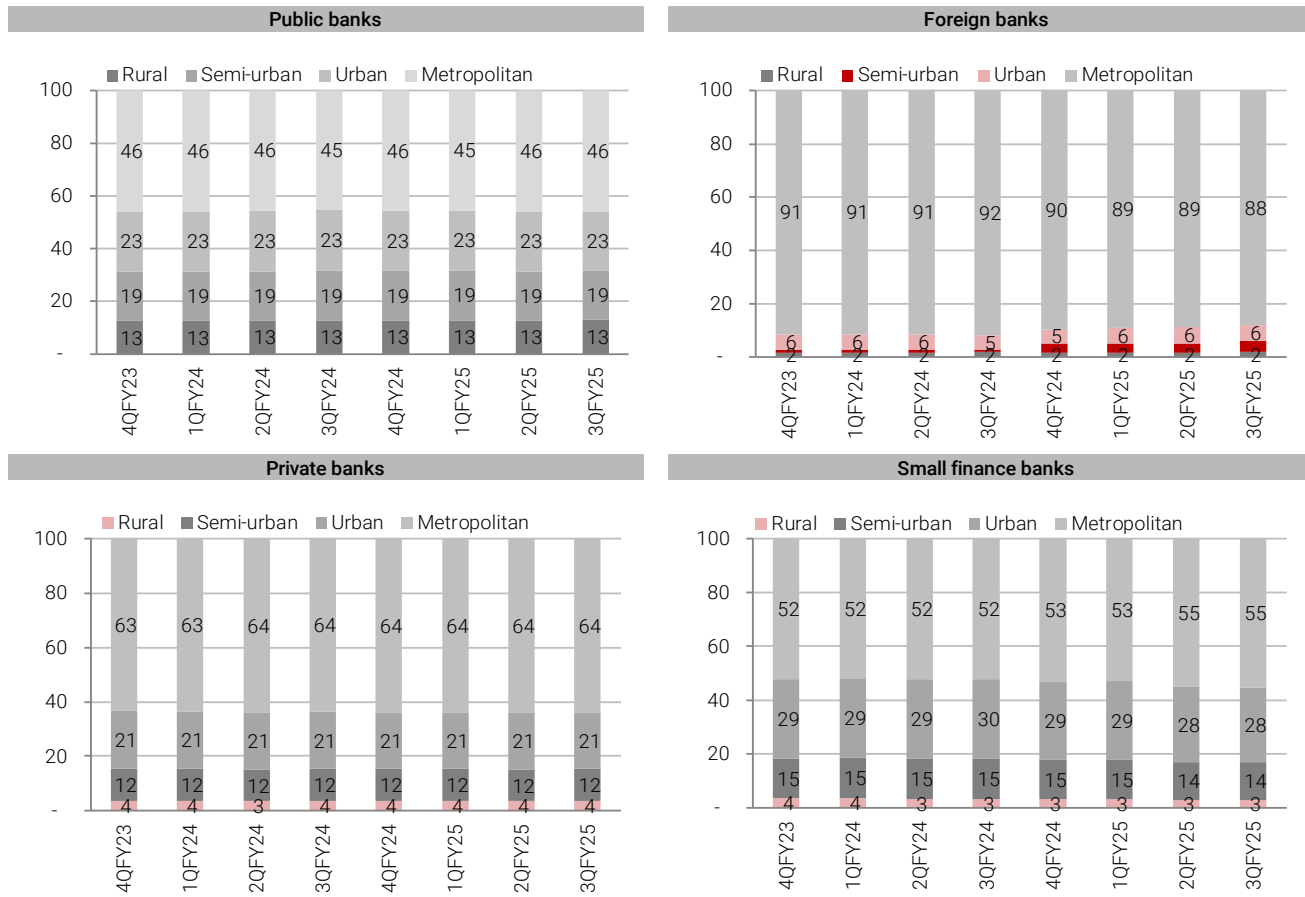 Public banks
Rural Semi-urban Urban Metropolitan
100
80
60
40
20
-
46 46 46 45 46 45 46 46
23 23 23 23 23 23 23 23
19 19 19 19 19 19 19 19
13 13 13 13 13 13 13 13
4QFY23 1QFY24 2QFY24 3QFY24 4QFY24 1QFY25 2QFY25 3QFY25
Foreign banks
Rural Semi-urban Urban Metropolitan
100
80
60
40
20
-
91 91 91 92 90 89 89 88
6 6 6 5 5 6 6 6
2 2 2 2 2 2 2 2
4QFY23 1QFY24 2QFY24 3QFY24 4QFY24 1QFY25 2QFY25 3QFY25
Private banks
Rural Semi-urban Urban Metropolitan
100
80
60
40
20
-
63 63 64 64 64 64 64 64
21 21 21 21 21 21 21 21
12 12 12 12 12 12 12 12
4 4 3 4 4 4 4 4
4QFY23 1QFY24 2QFY24 3QFY24 4QFY24 1QFY25 2QFY25 3QFY25
Small finance banks
Rural Semi-urban Urban Metropolitan
100
80
60
40
20
-
52 52 52 52 53 53 55 55
29 29 29 30 29 29 28 28
15 15 15 15 15 15 14 14
4 4 3 3 3 3 3 3
4QFY23 1QFY24 2QFY24 3QFY24 4QFY24 1QFY25 2QFY25 3QFY25